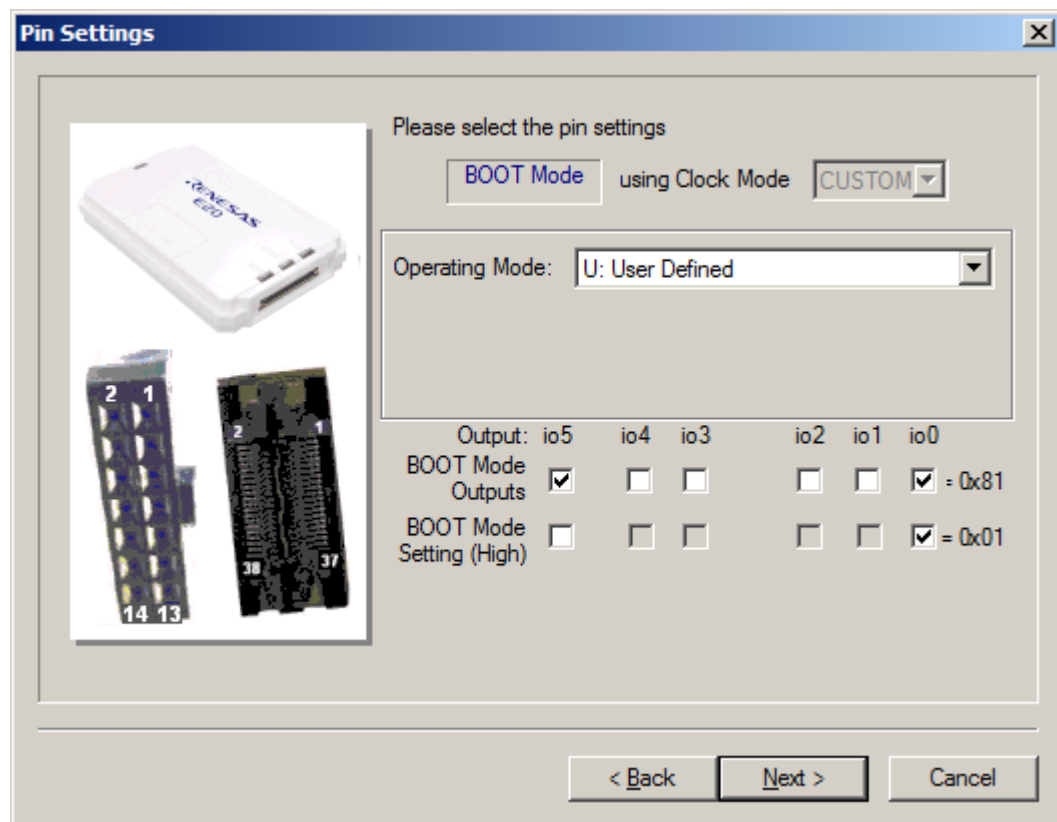 Pin Settings
Please select the pin settings
BOOT Mode using Clock Mode CUSTOM
RENESAS
E20
Operating Mode: U: User Defined
2 1
14 13
2 1
38 37
Output: io5 io4 io3 io2 io1 io0
BOOT Mode
Outputs = 0x81
BOOT Mode
Setting (High) = 0x01
< Back Next > Cancel